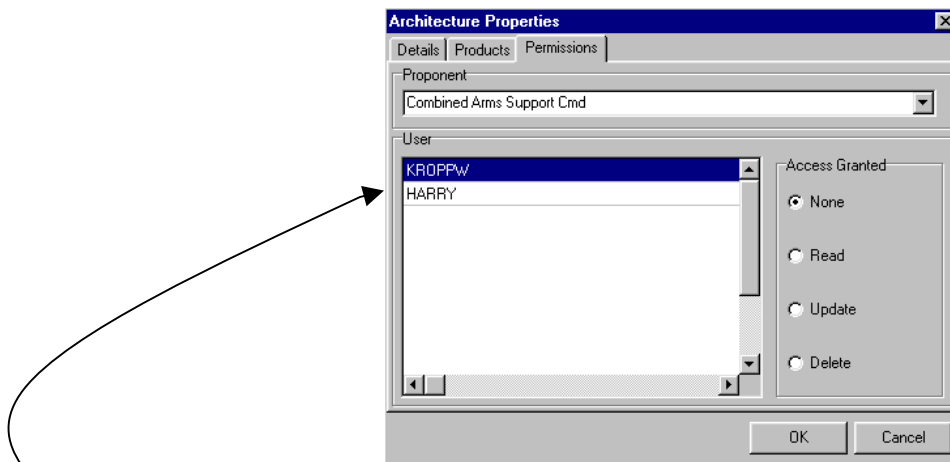 Architecture Properties
Details Products Permissions
Proponent
Combined Arms Support Cmd
User
KROPPW
HARRY
Access Granted
None
Read
Update
Delete
OK Cancel